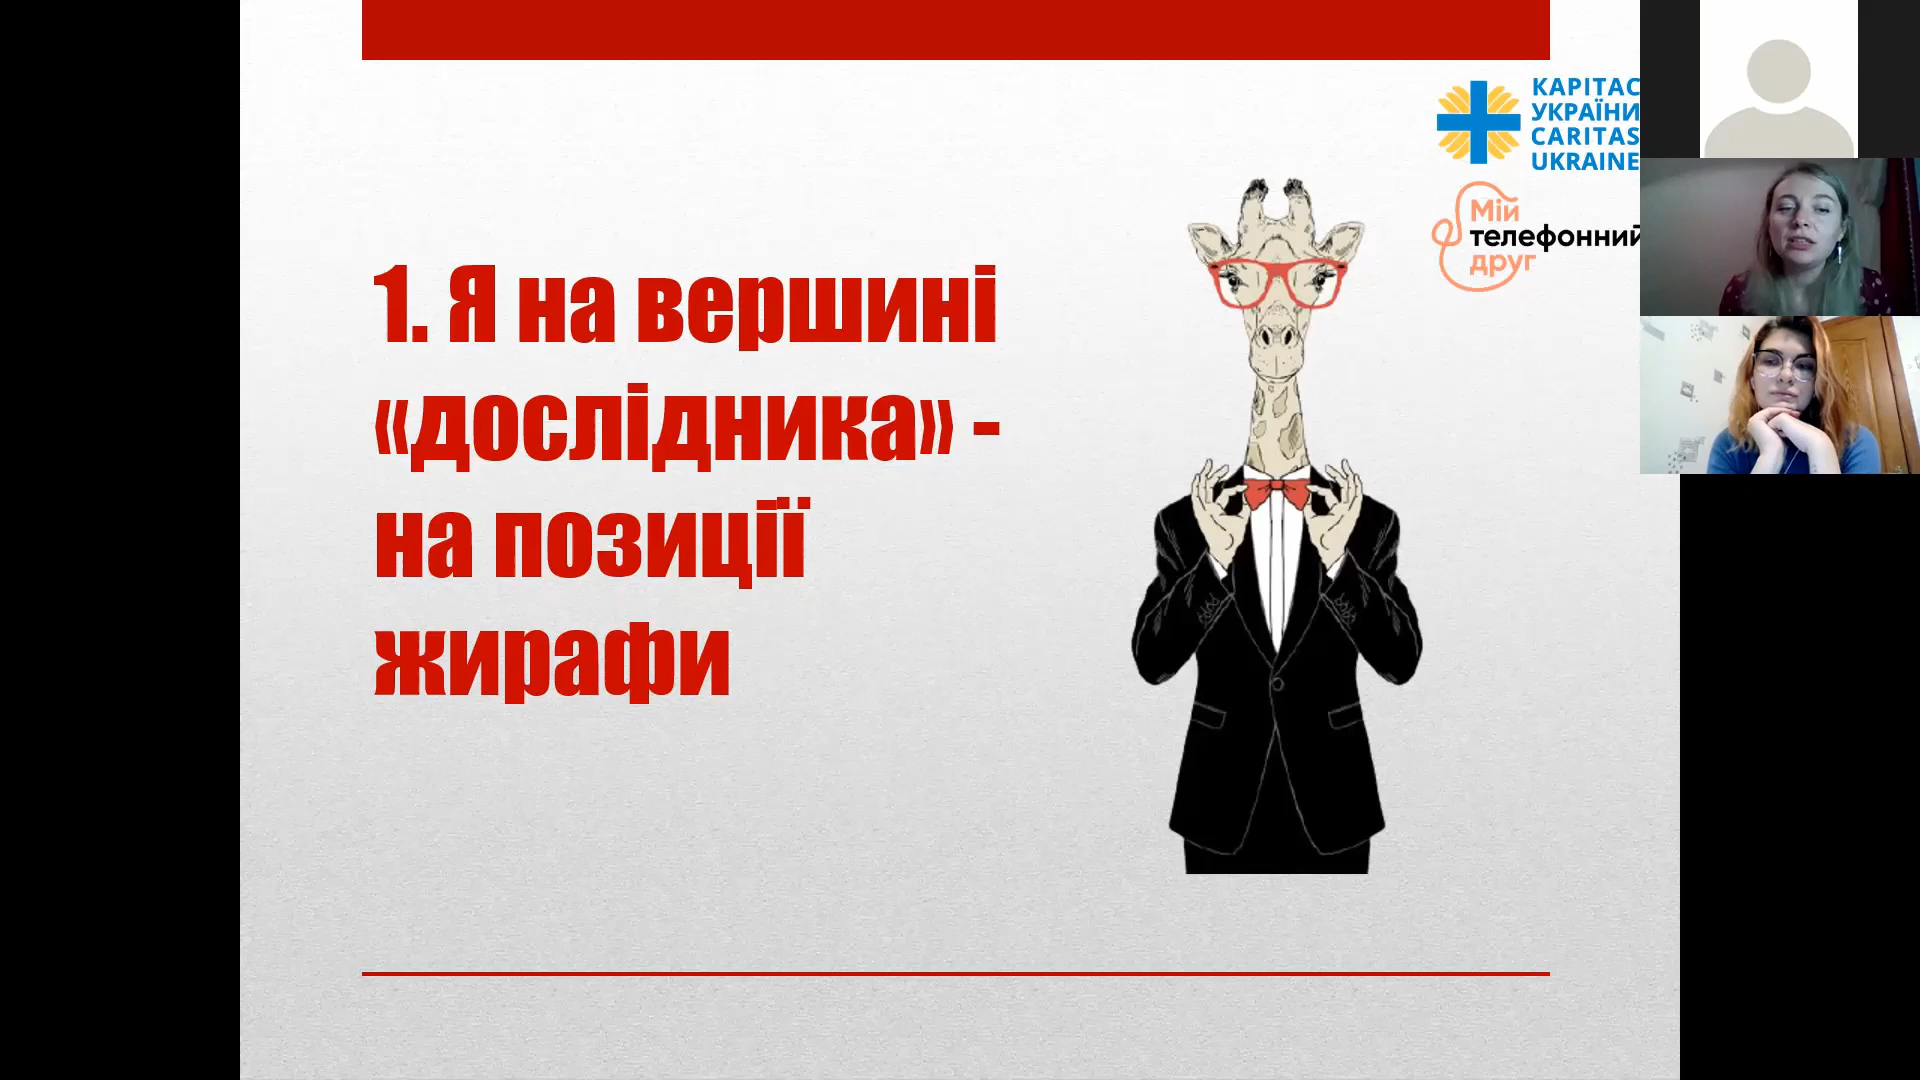 1. Я на вершині
«дослідника» -
на позиції
жирафи
КАРІТАС
УКРАЇНИ
CARITAS
UKRAINE
Мій
телефонний
друг